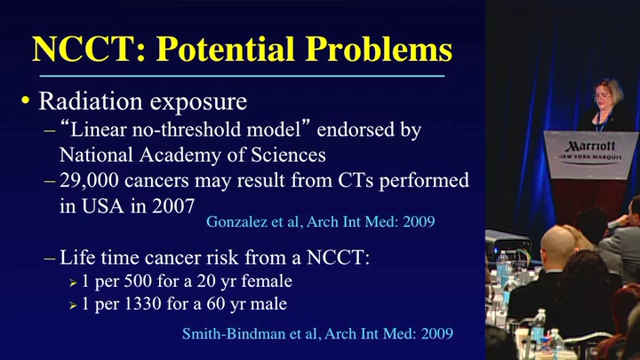 NCCT: Potential Problems
• Radiation exposure
– “Linear no-threshold model” endorsed by
National Academy of Sciences
– 29,000 cancers may result from CTs performed
in USA in 2007
Gonzalez et al, Arch Int Med: 2009
– Life time cancer risk from a NCCT:
➢ 1 per 500 for a 20 yr female
➢ 1 per 1330 for a 60 yr male
Smith-Bindman et al, Arch Int Med: 2009
Marriott
NEW YORK MARQUIS